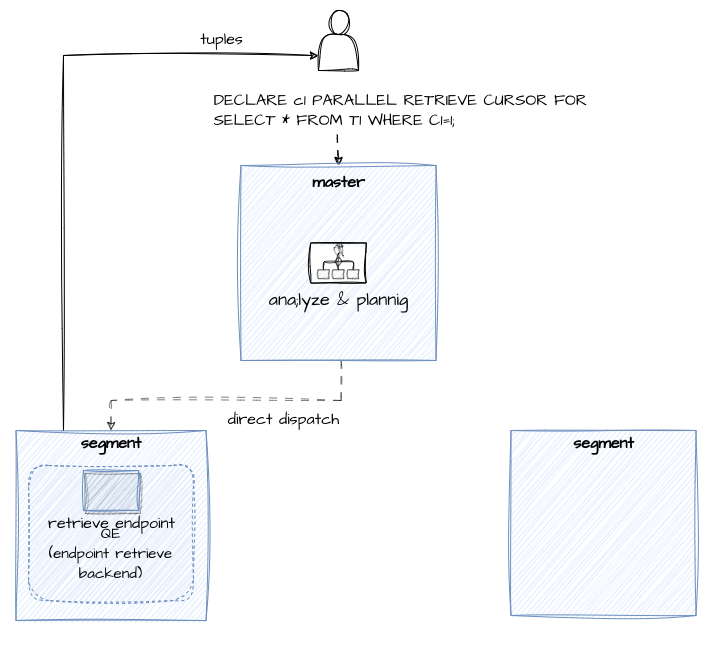 tuples
DECLARE c1 PARALLEL RETRIEVE CURSOR FOR
SELECT * FROM T1 WHERE C1=1;
master
ana;lyze & plannig
direct dispatch
segment
retrieve endpoint
QE
(endpoint retrieve
backend)
segment